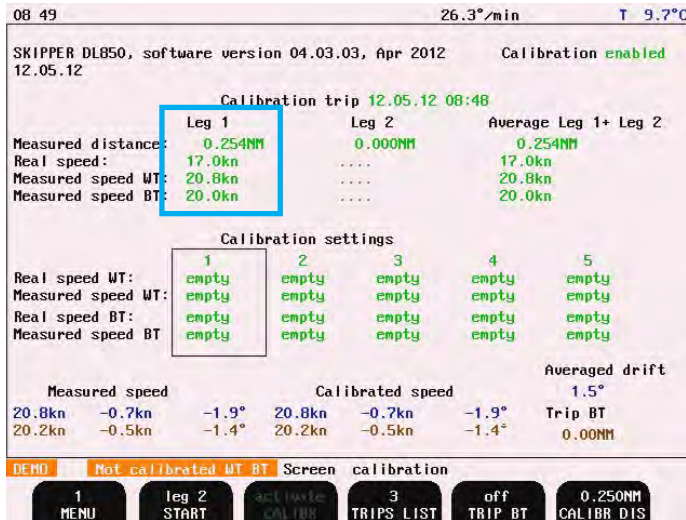 08 49 26.3°/min T 9.7°C
SKIPPER DL850, software version 04.03.03, Apr 2012 Calibration enabled
12.05.12
Calibration trip 12.05.12 08:48
Leg 1 Leg 2 Average Leg 1+ Leg 2
Measured distance: 0.254NM 0.000NM 0.254NM
Real speed: 17.0kn .... 17.0kn
Measured speed WT: 20.8kn .... 20.8kn
Measured speed BT: 20.0kn .... 20.0kn
Calibration settings
1 2 3 4 5
Real speed WT: empty empty empty empty empty
Measured speed WT: empty empty empty empty empty
Real speed BT: empty empty empty empty empty
Measured speed BT empty empty empty empty empty
Averaged drift
Measured speed Calibrated speed 1.5°
20.8kn -0.7kn -1.9° 20.8kn -0.7kn -1.9° Trip BT
20.2kn -0.5kn -1.4° 20.2kn -0.5kn -1.4° 0.00NM
DEMO Not calibrated WT BT Screen calibration
1 leg 2 activate 3 off 0.250NM
MENU START CALIBR TRIPS LIST TRIP BT CALIBR DIS